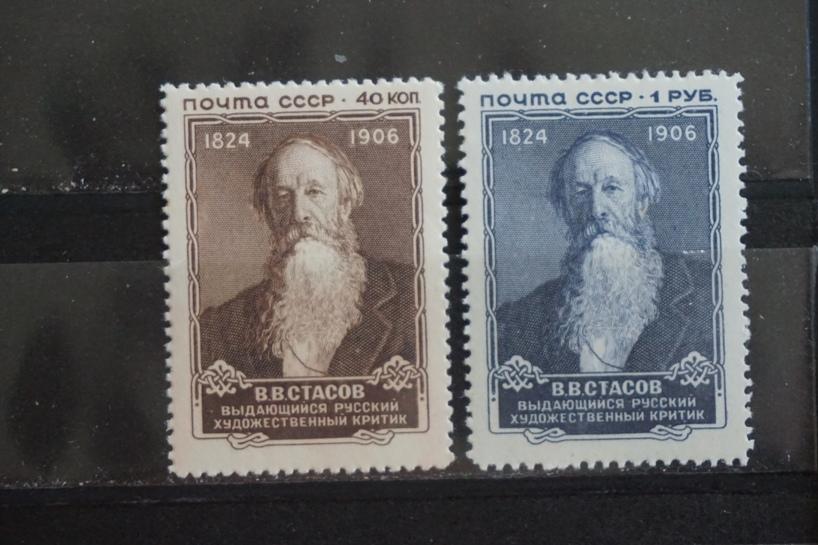 ПОЧТА СССР · 40 КОП.
1824 1906
В.В.СТАСОВ
ВЫДАЮЩИЙСЯ РУССКИЙ
ХУДОЖЕСТВЕННЫЙ КРИТИК
ПОЧТА СССР · 1 РУБ.
1824 1906
В.В.СТАСОВ
ВЫДАЮЩИЙСЯ РУССКИЙ
ХУДОЖЕСТВЕННЫЙ КРИТИК